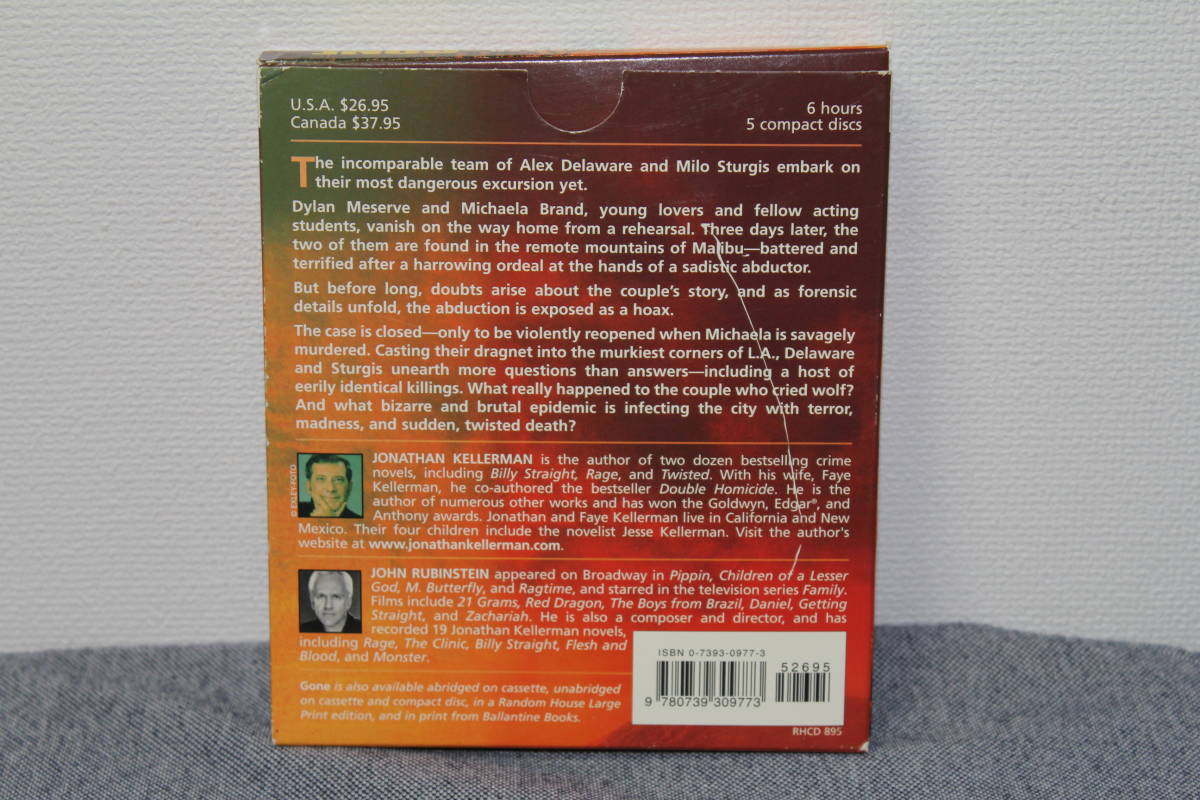 U.S.A. $26.95
Canada $37.95
6 hours
5 compact discs
The incomparable team of Alex Delaware and Milo Sturgis embark on
their most dangerous excursion yet.
Dylan Meserve and Michaela Brand, young lovers and fellow acting
students, vanish on the way home from a rehearsal. Three days later, the
two of them are found in the remote mountains of Malibu—battered and
terrified after a harrowing ordeal at the hands of a sadistic abductor.
But before long, doubts arise about the couple's story, and as forensic
details unfold, the abduction is exposed as a hoax.
The case is closed—only to be violently reopened when Michaela is savagely
murdered. Casting their dragnet into the murkiest corners of L.A., Delaware
and Sturgis unearth more questions than answers—including a host of
eerily identical killings. What really happened to the couple who cried wolf?
And what bizarre and brutal epidemic is infecting the city with terror,
madness, and sudden, twisted death?
JONATHAN KELLERMAN is the author of two dozen bestselling crime
novels, including Billy Straight, Rage, and Twisted. With his wife, Faye
Kellerman, he co-authored the bestseller Double Homicide. He is the
author of numerous other works and has won the Goldwyn, Edgar®, and
Anthony awards. Jonathan and Faye Kellerman live in California and New
Mexico. Their four children include the novelist Jesse Kellerman. Visit the author's
website at www.jonathankellerman.com.
JOHN RUBINSTEIN appeared on Broadway in Pippin, Children of a Lesser
God, M. Butterfly, and Ragtime, and starred in the television series Family.
Films include 21 Grams, Red Dragon, The Boys from Brazil, Daniel, Getting
Straight, and Zachariah. He is also a composer and director, and has
recorded 19 Jonathan Kellerman novels,
including Rage, The Clinic, Billy Straight, Flesh and
Blood, and Monster.
Gone is also available abridged on cassette, unabridged
on cassette and compact disc, in a Random House Large
Print edition, and in print from Ballantine Books.
ISBN 0-7393-0977-3
52695
9 780739 309773
RHCD 895